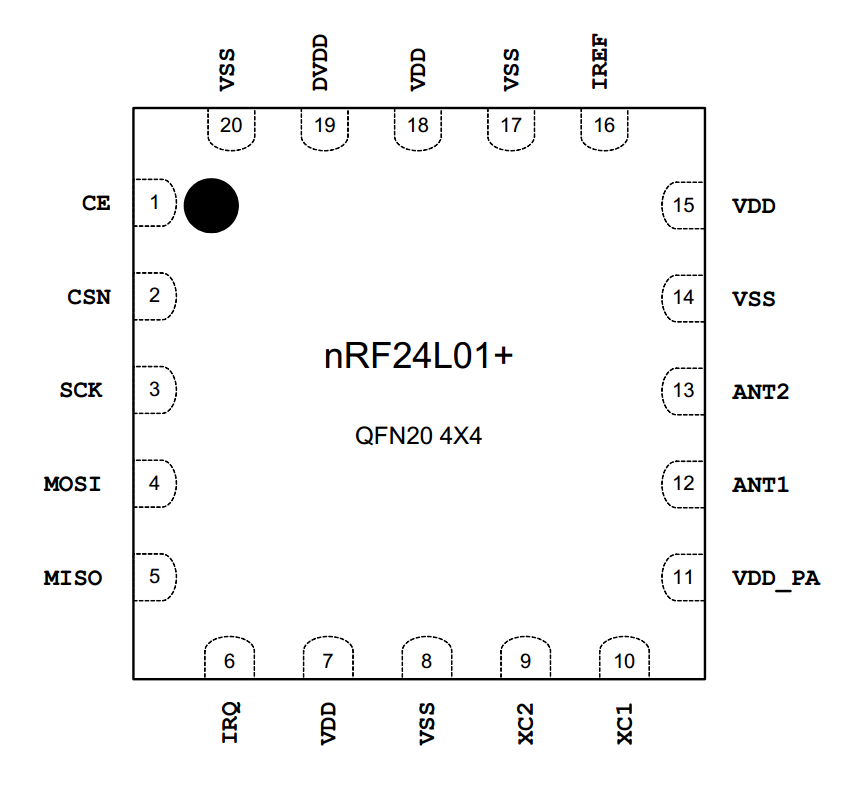 VSS DVDD VDD VSS IREF
20 19 18 17 16
CE 1 15 VDD
CSN 2 14 VSS
nRF24L01+
SCK 3 13 ANT2
QFN20 4X4
MOSI 4 12 ANT1
MISO 5 11 VDD_PA
6 7 8 9 10
IRQ VDD VSS XC2 XC1